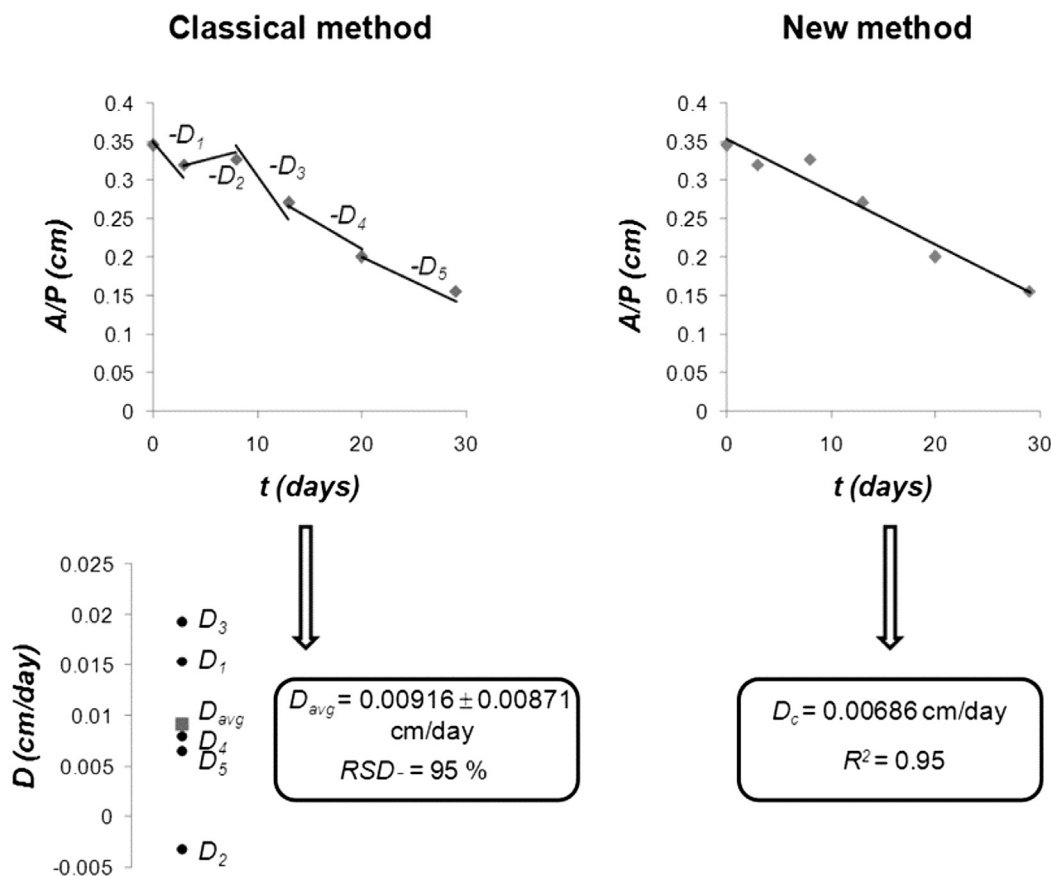 Classical method
New method
0.4
0.35
0.3
0.25
0.2
0.15
0.1
0.05
0
A/P (cm)
-D1
-D2
-D3
-D4
-D5
0
10
20
30
t (days)
0.4
0.35
0.3
0.25
0.2
0.15
0.1
0.05
0
A/P (cm)
0
10
20
30
t (days)
0.025
0.02
0.015
0.01
0.005
0
-0.005
D (cm/day)
D3
D1
Davg
D4
D5
D2
Davg = 0.00916 ± 0.00871
cm/day
RSD- = 95 %
Dc = 0.00686 cm/day
R² = 0.95